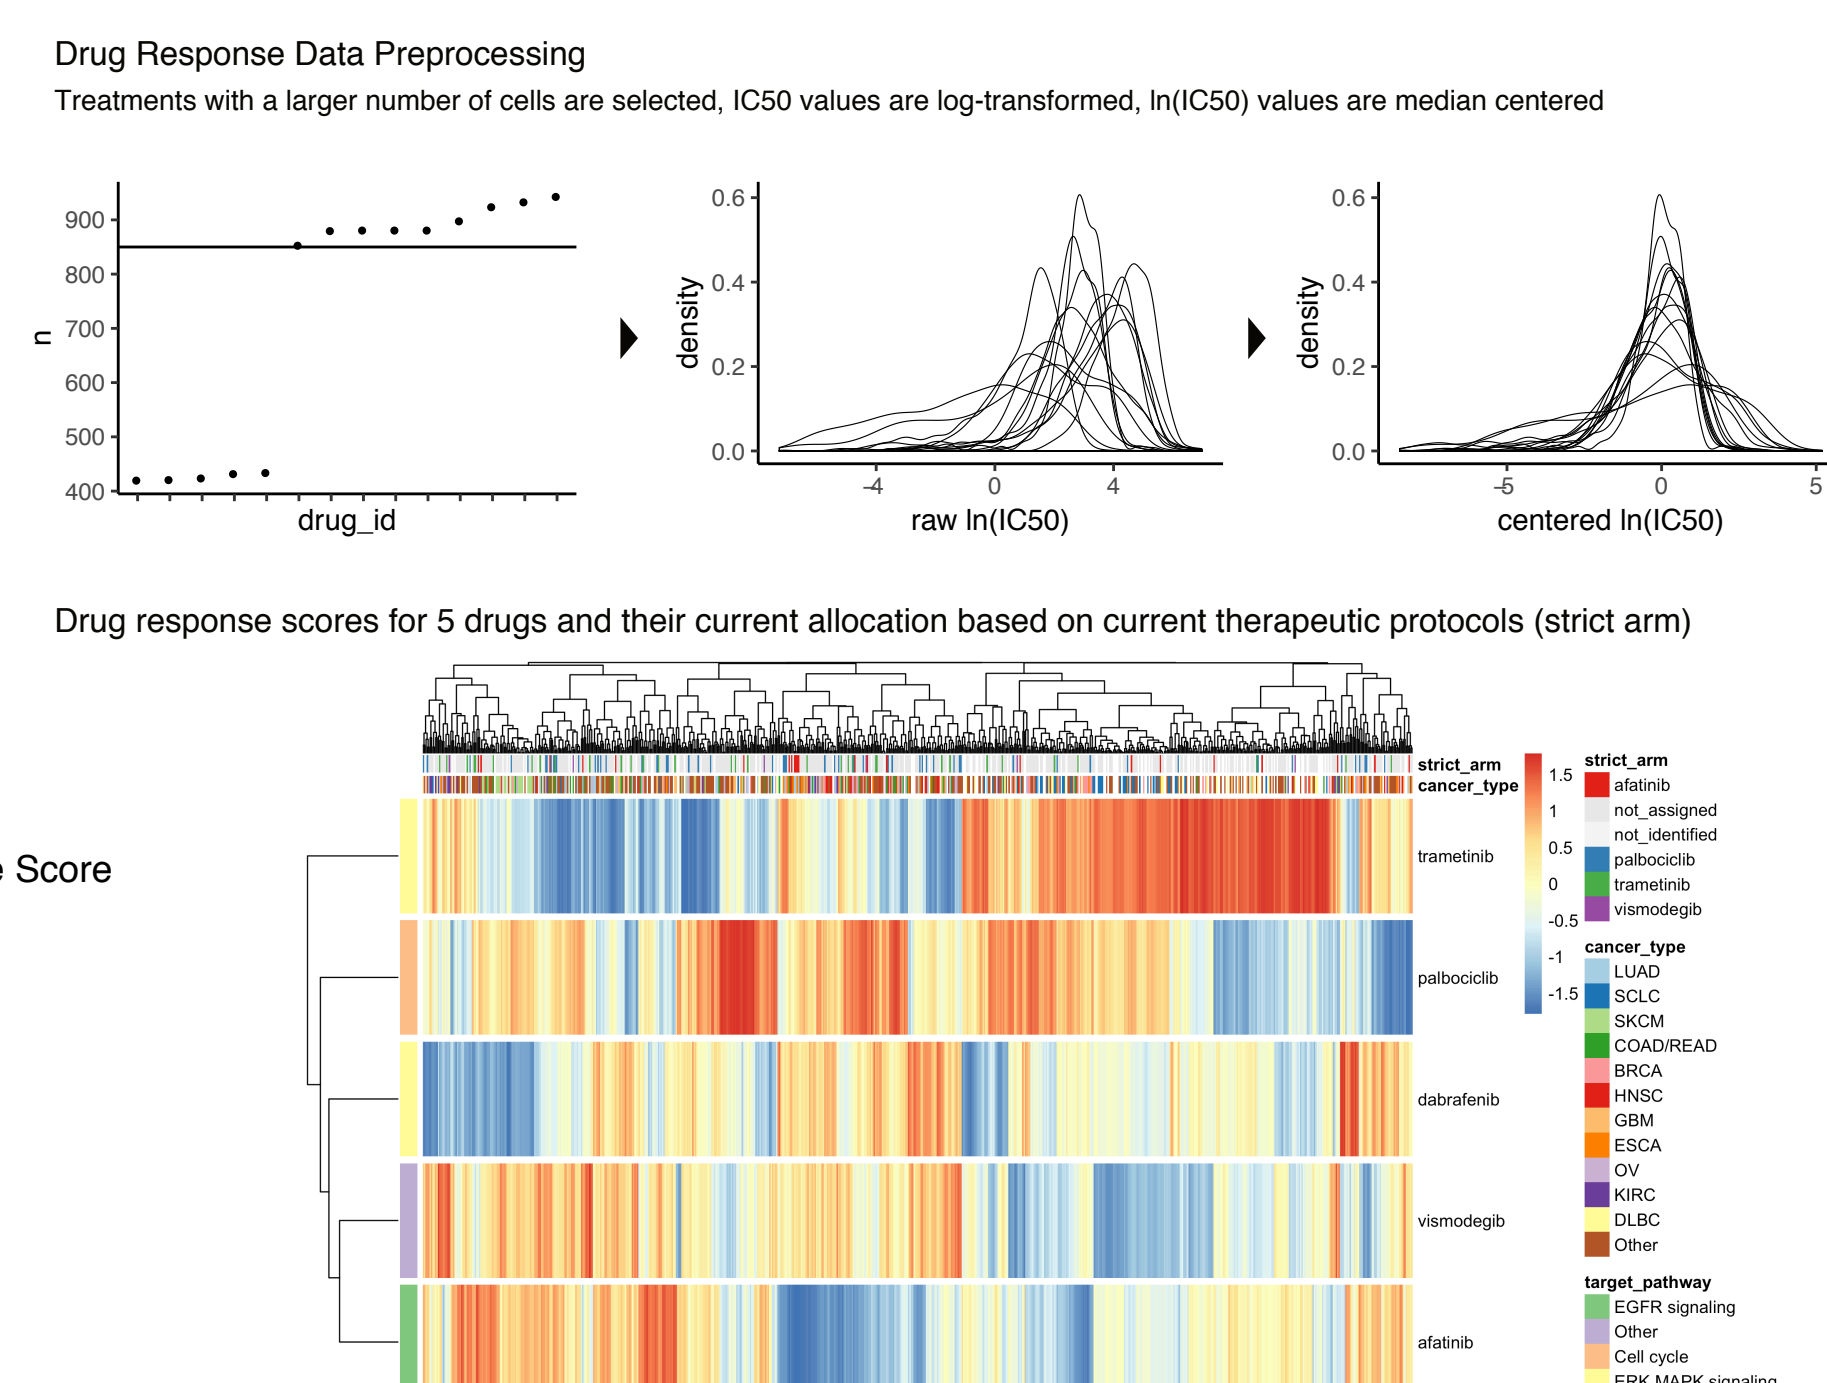 Drug Response Data Preprocessing
Treatments with a larger number of cells are selected, IC50 values are log-transformed, ln(IC50) values are median centered
900
800
700
600
500
400
n
drug_id
0.6
0.4
0.2
0.0
density
-4
0
4
raw ln(IC50)
0.6
0.4
0.2
0.0
density
-5
0
5
centered ln(IC50)
Drug response scores for 5 drugs and their current allocation based on current therapeutic protocols (strict arm)
Score
strict_arm
cancer_type
trametinib
palbociclib
dabrafenib
vismodegib
afatinib
1.5
1
0.5
0
-0.5
-1
-1.5
strict_arm
afatinib
not_assigned
not_identified
palbociclib
trametinib
vismodegib
cancer_type
LUAD
SCLC
SKCM
COAD/READ
BRCA
HNSC
GBM
ESCA
OV
KIRC
DLBC
Other
target_pathway
EGFR signaling
Other
Cell cycle
ERK MAPK signaling